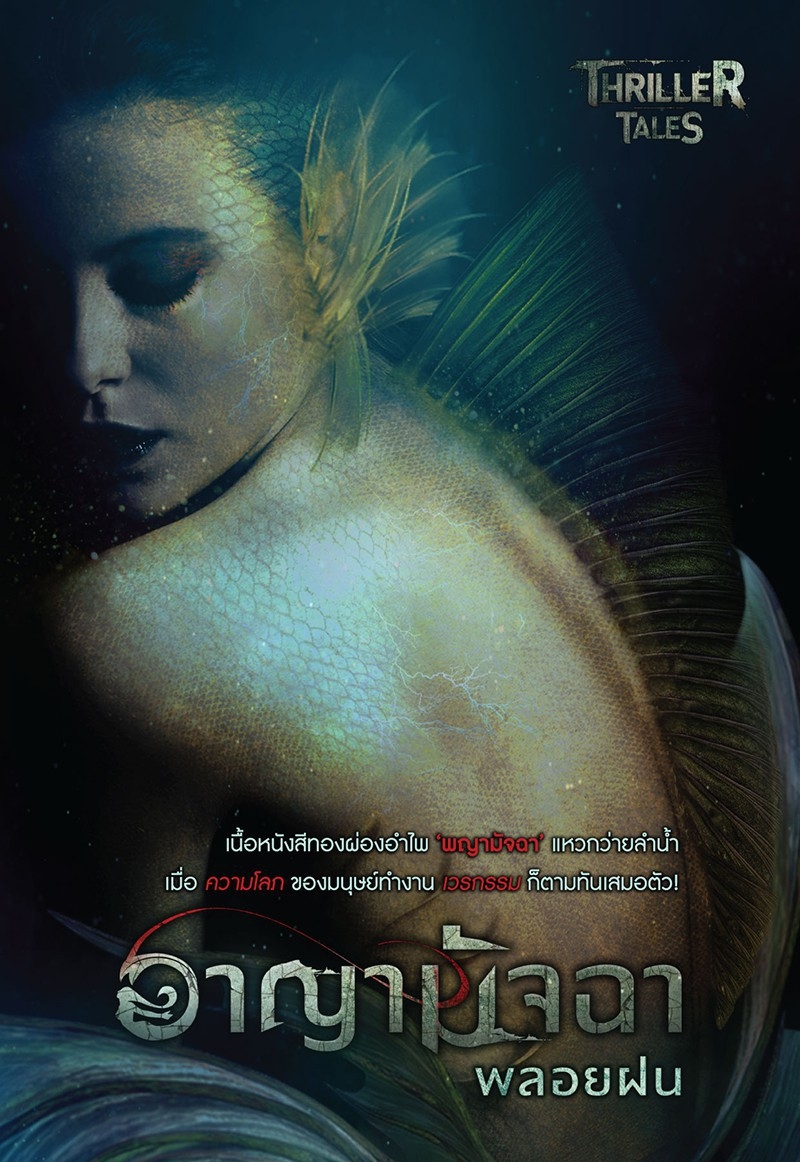 THRILLER
TALES
เนื้อหนังสีทองผ่องอำไพ ‘พญามัจฉา’ แหวกว่ายลำน้ำ
เมื่อ ความโลภ ของมนุษย์ทำงาน เวรกรรม ก็ตามทันเสมอตัว!
อาญามัจฉา
พลอยฝน